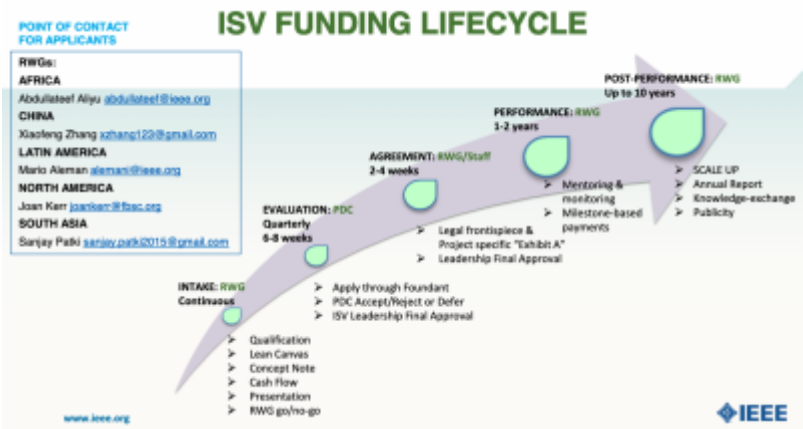 ISV FUNDING LIFECYCLE
POINT OF CONTACT
FOR APPLICANTS
RWGs:
AFRICA
Abdullateef Aliyu abdullateef@ieee.org
CHINA
Xiaofeng Zhang xzhang123@gmail.com
LATIN AMERICA
Mario Aleman alemani@ieee.org
NORTH AMERICA
Joan Kerr joankerr@fbsc.org
SOUTH ASIA
Sanjay Patki sanjay.patki2015@gmail.com
INTAKE: RWG
Continuous
➢ Qualification
➢ Lean Canvas
➢ Concept Note
➢ Cash Flow
➢ Presentation
➢ RWG go/no-go
EVALUATION: PDC
Quarterly
6-8 weeks
➢ Apply through Foundant
➢ PDC Accept/Reject or Defer
➢ ISV Leadership Final Approval
AGREEMENT: RWG/Staff
2-4 weeks
➢ Legal frontispiece &
Project specific "Exhibit A"
➢ Leadership Final Approval
PERFORMANCE: RWG
1-2 years
➢ Mentoring &
monitoring
➢ Milestone-based
payments
POST-PERFORMANCE: RWG
Up to 10 years
➢ SCALE UP
➢ Annual Report
➢ Knowledge-exchange
➢ Publicity
www.ieee.org
IEEE